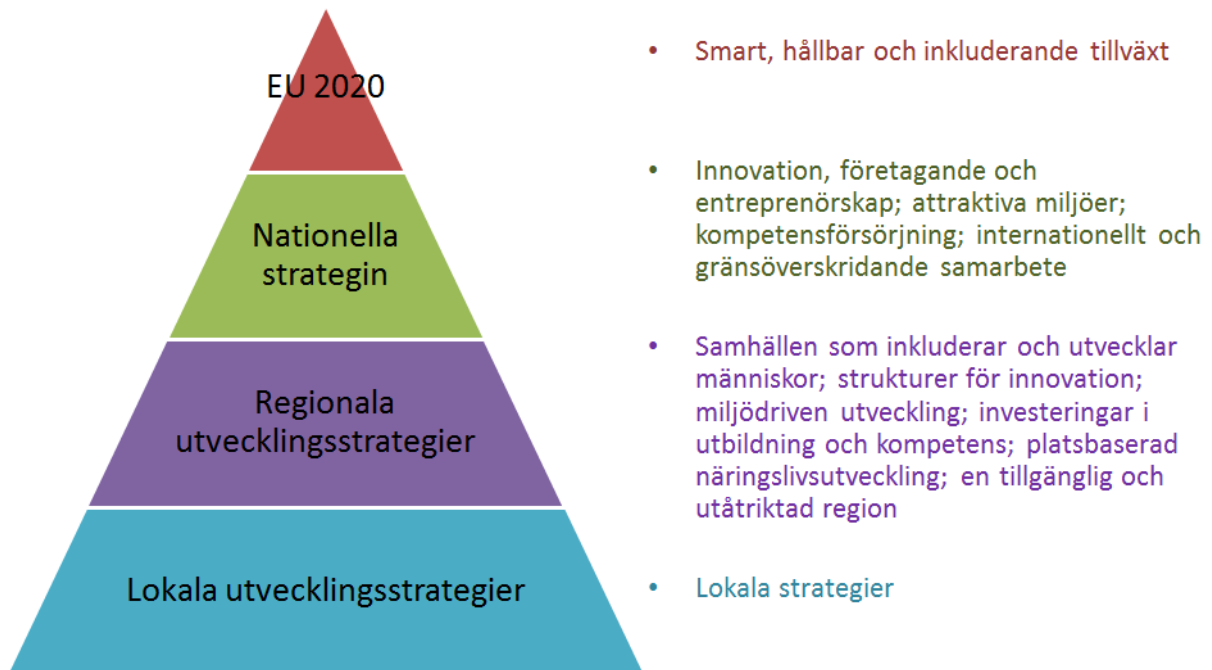 EU 2020
• Smart, hållbar och inkluderande tillväxt
Nationella
strategin
• Innovation, företagande och
entreprenörskap; attraktiva miljöer;
kompetensförsörjning; internationellt och
gränsöverskridande samarbete
Regionala
utvecklingsstrategier
• Samhällen som inkluderar och utvecklar
människor; strukturer för innovation;
miljödriven utveckling; investeringar i
utbildning och kompetens; platsbaserad
näringslivsutveckling; en tillgänglig och
utåtriktad region
Lokala utvecklingsstrategier
• Lokala strategier